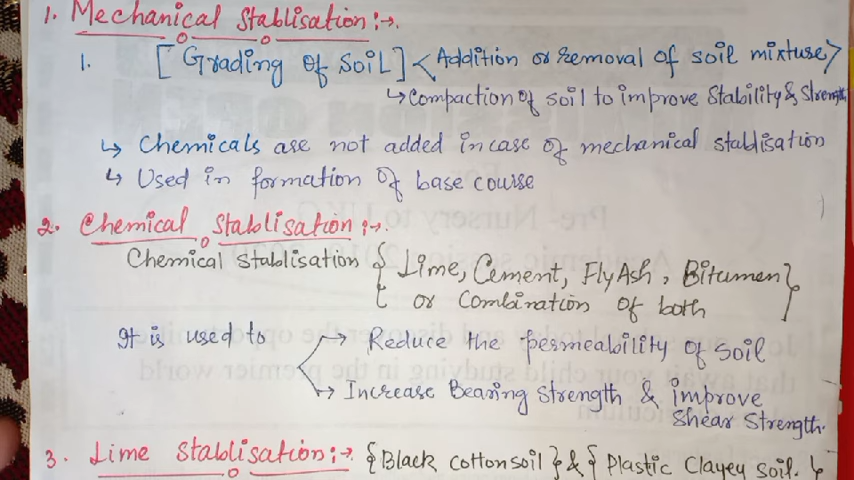 1. Mechanical Stablisation :→.
1. [Grading Of Soil] < Addition or removal of soil mixture >
↳ Compaction of soil to improve Stability & Strength
↳ Chemicals are not added in case of mechanical stablisation
↳ Used in formation of base course
2. Chemical Stablisation :→.
Chemical Stablisation { Lime, Cement, Fly Ash, Bitumen }
or Combination of both
It is used to → Reduce the permeability of Soil
→ Increase Bearing Strength & improve
Shear Strength.
3. Lime Stablisation :→. {Black cotton soil} & { Plastic Clayey Soil. }